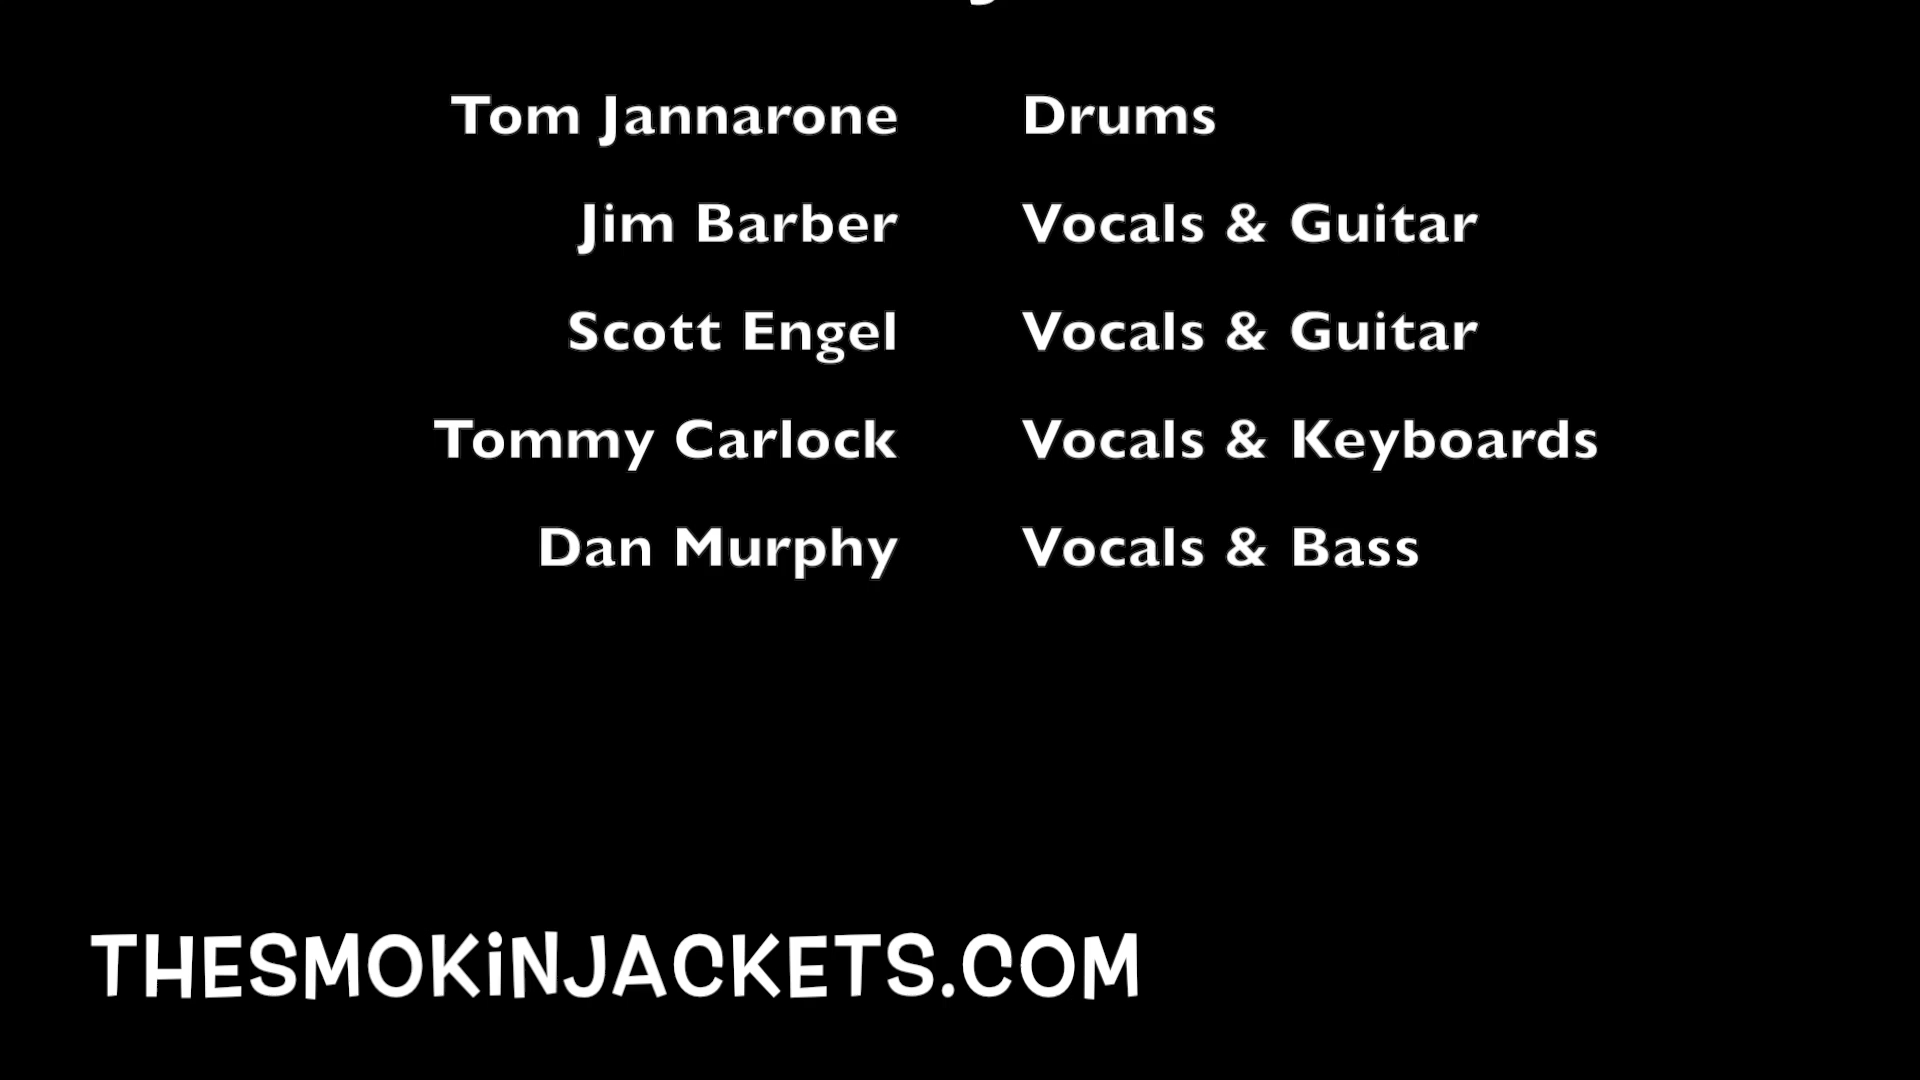 Tom Jannarone Drums
Jim Barber Vocals & Guitar
Scott Engel Vocals & Guitar
Tommy Carlock Vocals & Keyboards
Dan Murphy Vocals & Bass
THESMOKiNJACKETS.COM